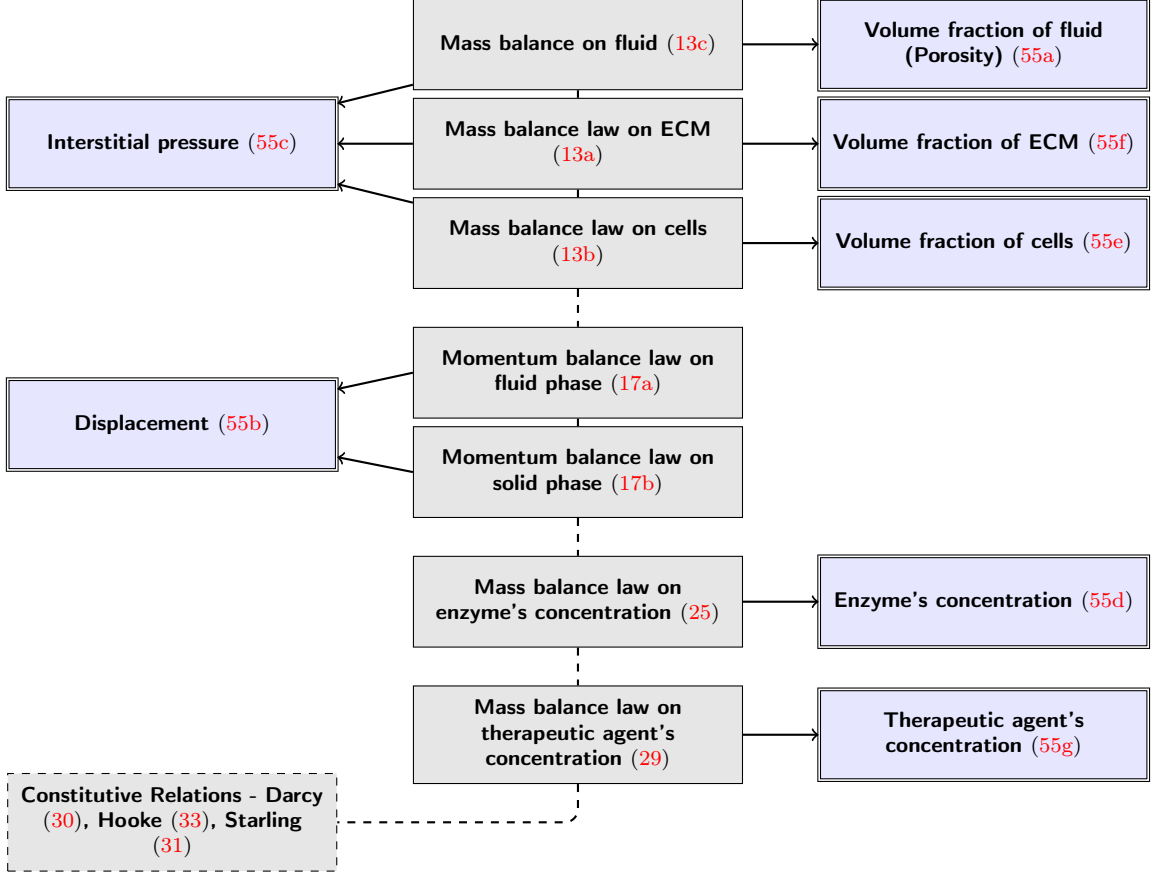 Mass balance on fluid (13c)
Volume fraction of fluid
(Porosity) (55a)
Interstitial pressure (55c)
Mass balance law on ECM
(13a)
Volume fraction of ECM (55f)
Mass balance law on cells
(13b)
Volume fraction of cells (55e)
Momentum balance law on
fluid phase (17a)
Displacement (55b)
Momentum balance law on
solid phase (17b)
Mass balance law on
enzyme's concentration (25)
Enzyme's concentration (55d)
Mass balance law on
therapeutic agent's
concentration (29)
Therapeutic agent's
concentration (55g)
Constitutive Relations - Darcy
(30), Hooke (33), Starling
(31)